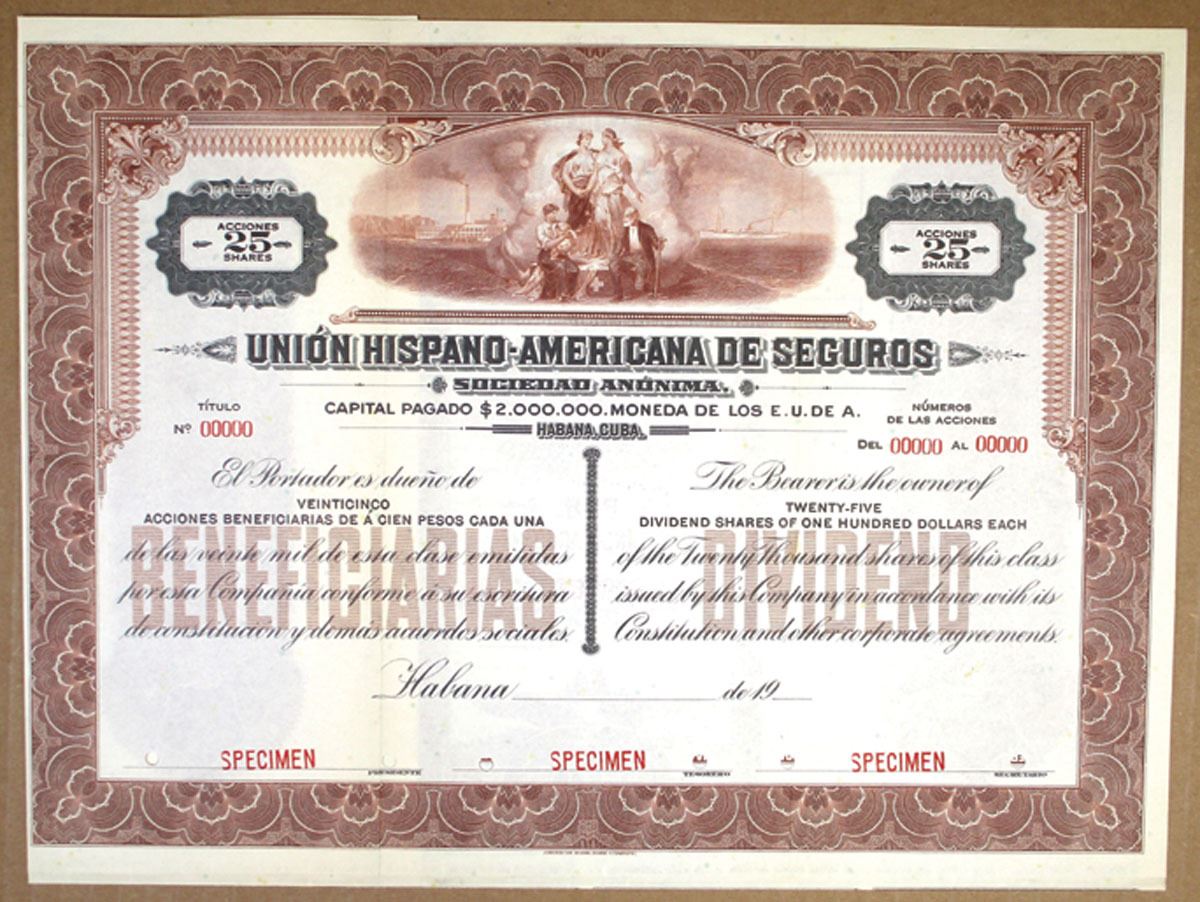 ACCIONES
25
SHARES
ACCIONES
25
SHARES
UNIÓN HISPANO-AMERICANA DE SEGUROS
SOCIEDAD ANÓNIMA.
CAPITAL PAGADO $2.000.000. MONEDA DE LOS E.U. DE A.
HABANA, CUBA.
TÍTULO
Nº 00000
NÚMEROS
DE LAS ACCIONES
DEL 00000 AL 00000
El Portador es dueño de
VEINTICINCO
ACCIONES BENEFICIARIAS DE Á CIEN PESOS CADA UNA
de las veinte mil de esta clase emitidas
por esta Compañía conforme a su escritura
de constitución y demás acuerdos sociales.
BENEFICIARIAS
The Bearer is the owner of
TWENTY-FIVE
DIVIDEND SHARES OF ONE HUNDRED DOLLARS EACH
of the Twenty Thousand shares of this class
issued by this Company in accordance with its
Constitution and other corporate agreements.
DIVIDEND
Habana de 19
SPECIMEN SPECIMEN SPECIMEN
PRESIDENTE TESORERO SECRETARIO